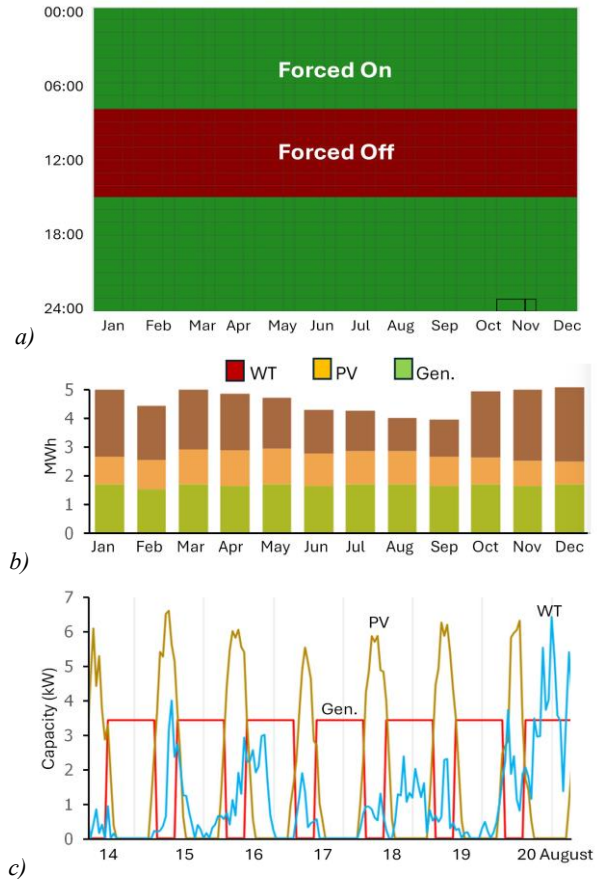 00:00
Forced On
06:00
Forced Off
12:00
18:00
24:00
Jan Feb Mar Apr May Jun Jul Aug Sep Oct Nov Dec
a)
WT PV Gen.
5
4
3
2
1
0
MWh
Jan Feb Mar Apr May Jun Jul Aug Sep Oct Nov Dec
b)
7
6
5
4
3
2
1
0
Capacity (kW)
PV
WT
Gen.
14 15 16 17 18 19 20 August
c)